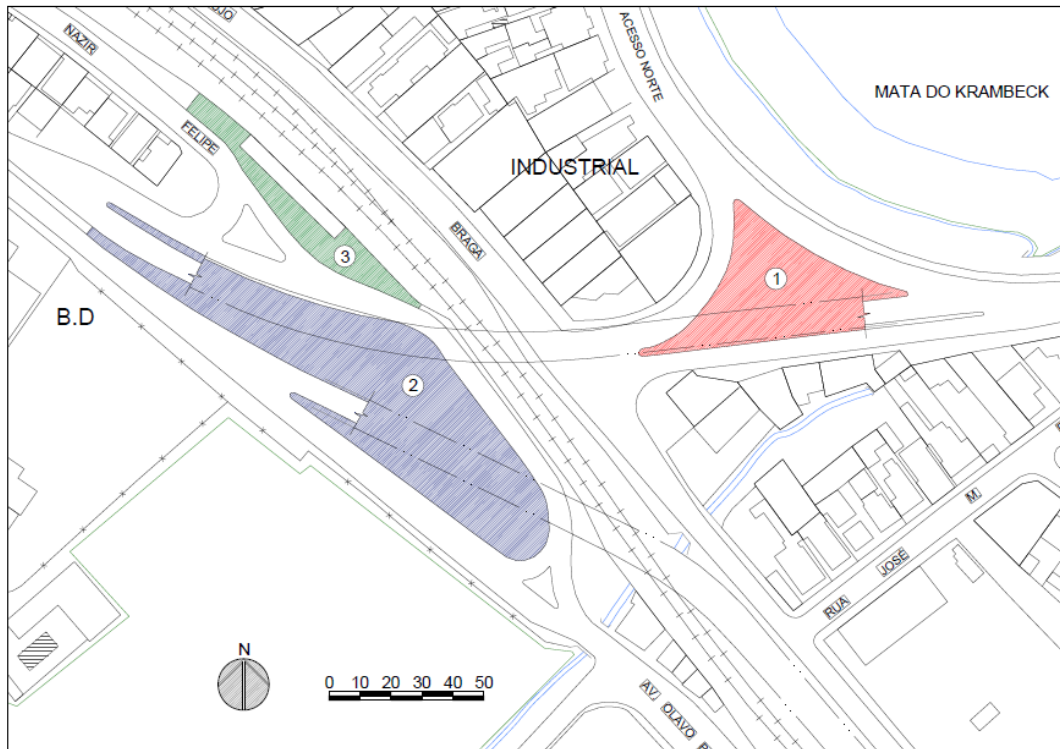 NAZIR
BJO
ACESSO NORTE
MATA DO KRAMBECK
FELIPE
INDUSTRIAL
BRAGA
3
1
B.D
2
M.
JOSÉ
RUA
N
0 10 20 30 40 50
AV. OLAVO